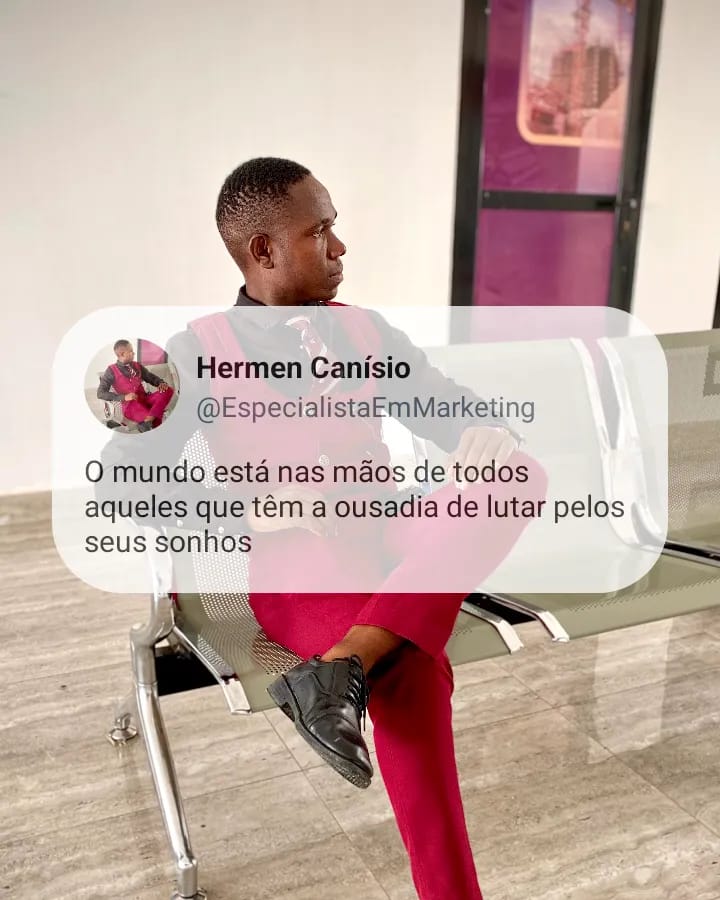 Hermen Canísio
@EspecialistaEmMarketing
O mundo está nas mãos de todos
aqueles que têm a ousadia de lutar pelos
seus sonhos